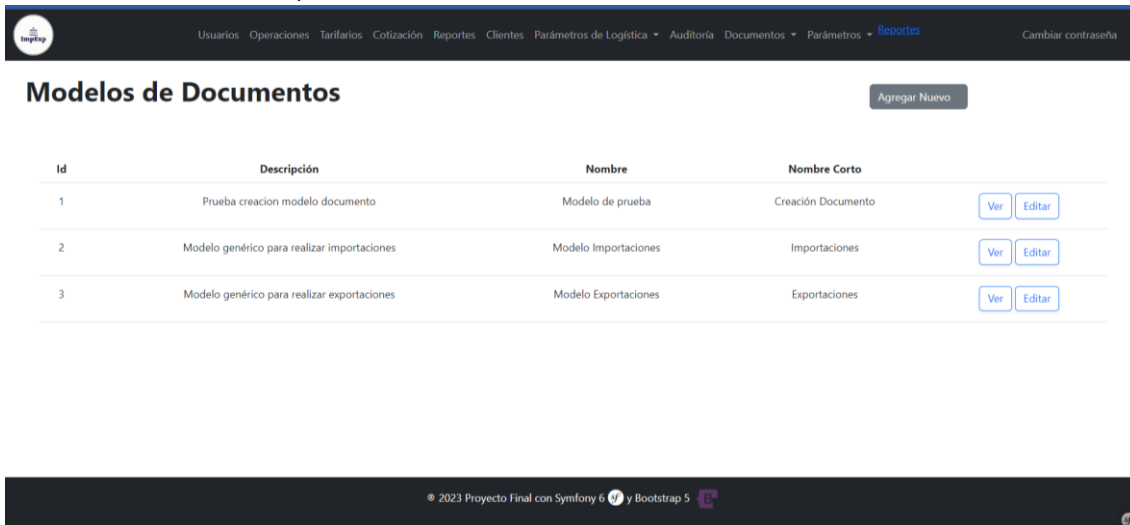 ImpExp Usuarios Operaciones Tarifarios Cotización Reportes Clientes Parámetros de Logística Auditoría Documentos Parámetros Reportes Cambiar contraseña
Modelos de Documentos Agregar Nuevo
Id Descripción Nombre Nombre Corto
1 Prueba creacion modelo documento Modelo de prueba Creación Documento Ver Editar
2 Modelo genérico para realizar importaciones Modelo Importaciones Importaciones Ver Editar
3 Modelo genérico para realizar exportaciones Modelo Exportaciones Exportaciones Ver Editar
® 2023 Proyecto Final con Symfony 6 sf y Bootstrap 5 B